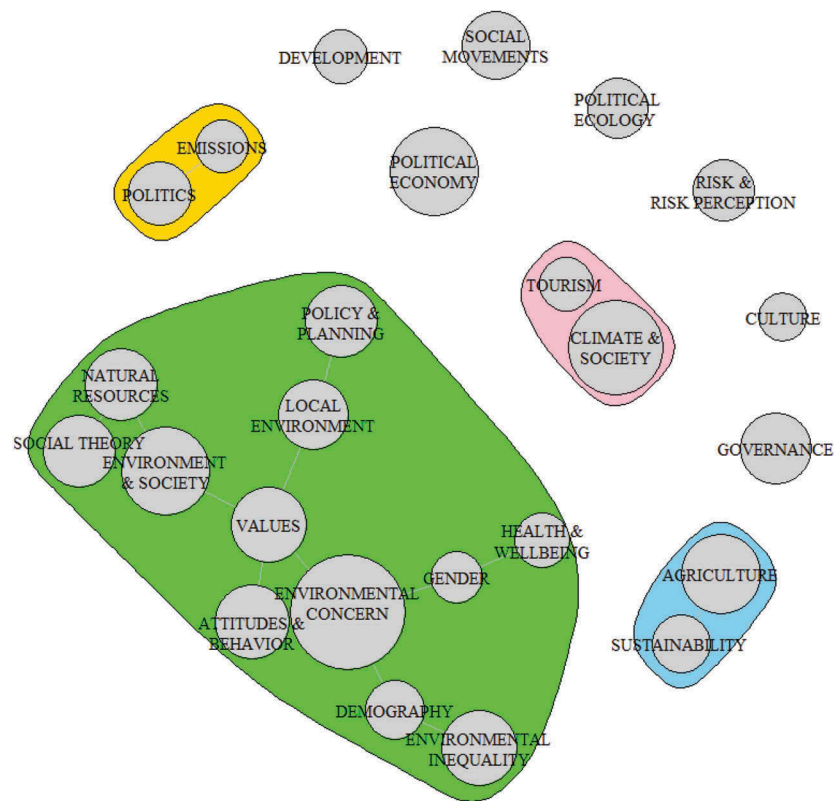 SOCIAL
MOVEMENTS
DEVELOPMENT
POLITICAL
ECOLOGY
EMISSIONS
POLITICAL
ECONOMY
POLITICS
RISK &
RISK PERCEPTION
TOURISM
POLICY &
PLANNING
CULTURE
CLIMATE &
SOCIETY
NATURAL
RESOURCES
LOCAL
ENVIRONMENT
SOCIAL THEORY
ENVIRONMENT
& SOCIETY
GOVERNANCE
VALUES
HEALTH &
WELLBEING
GENDER
AGRICULTURE
ENVIRONMENTAL
CONCERN
ATTITUDES &
BEHAVIOR
SUSTAINABILITY
DEMOGRAPHY
ENVIRONMENTAL
INEQUALITY